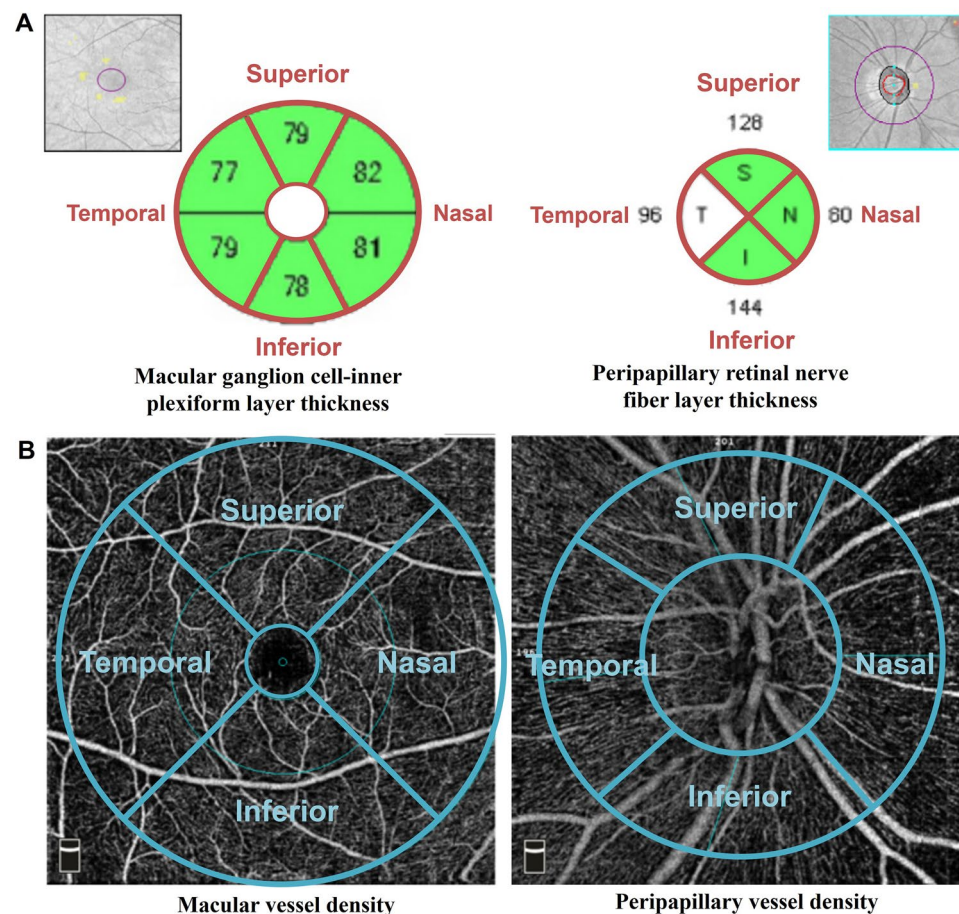 A
Superior
79
77
82
Temporal
Nasal
79
81
78
Inferior
Macular ganglion cell-inner
plexiform layer thickness
Superior
128
S
Temporal 96 T N 80 Nasal
I
144
Inferior
Peripapillary retinal nerve
fiber layer thickness
B
Superior
Temporal
Nasal
Inferior
Macular vessel density
201
Superior
196
Temporal
Nasal
Inferior
Peripapillary vessel density